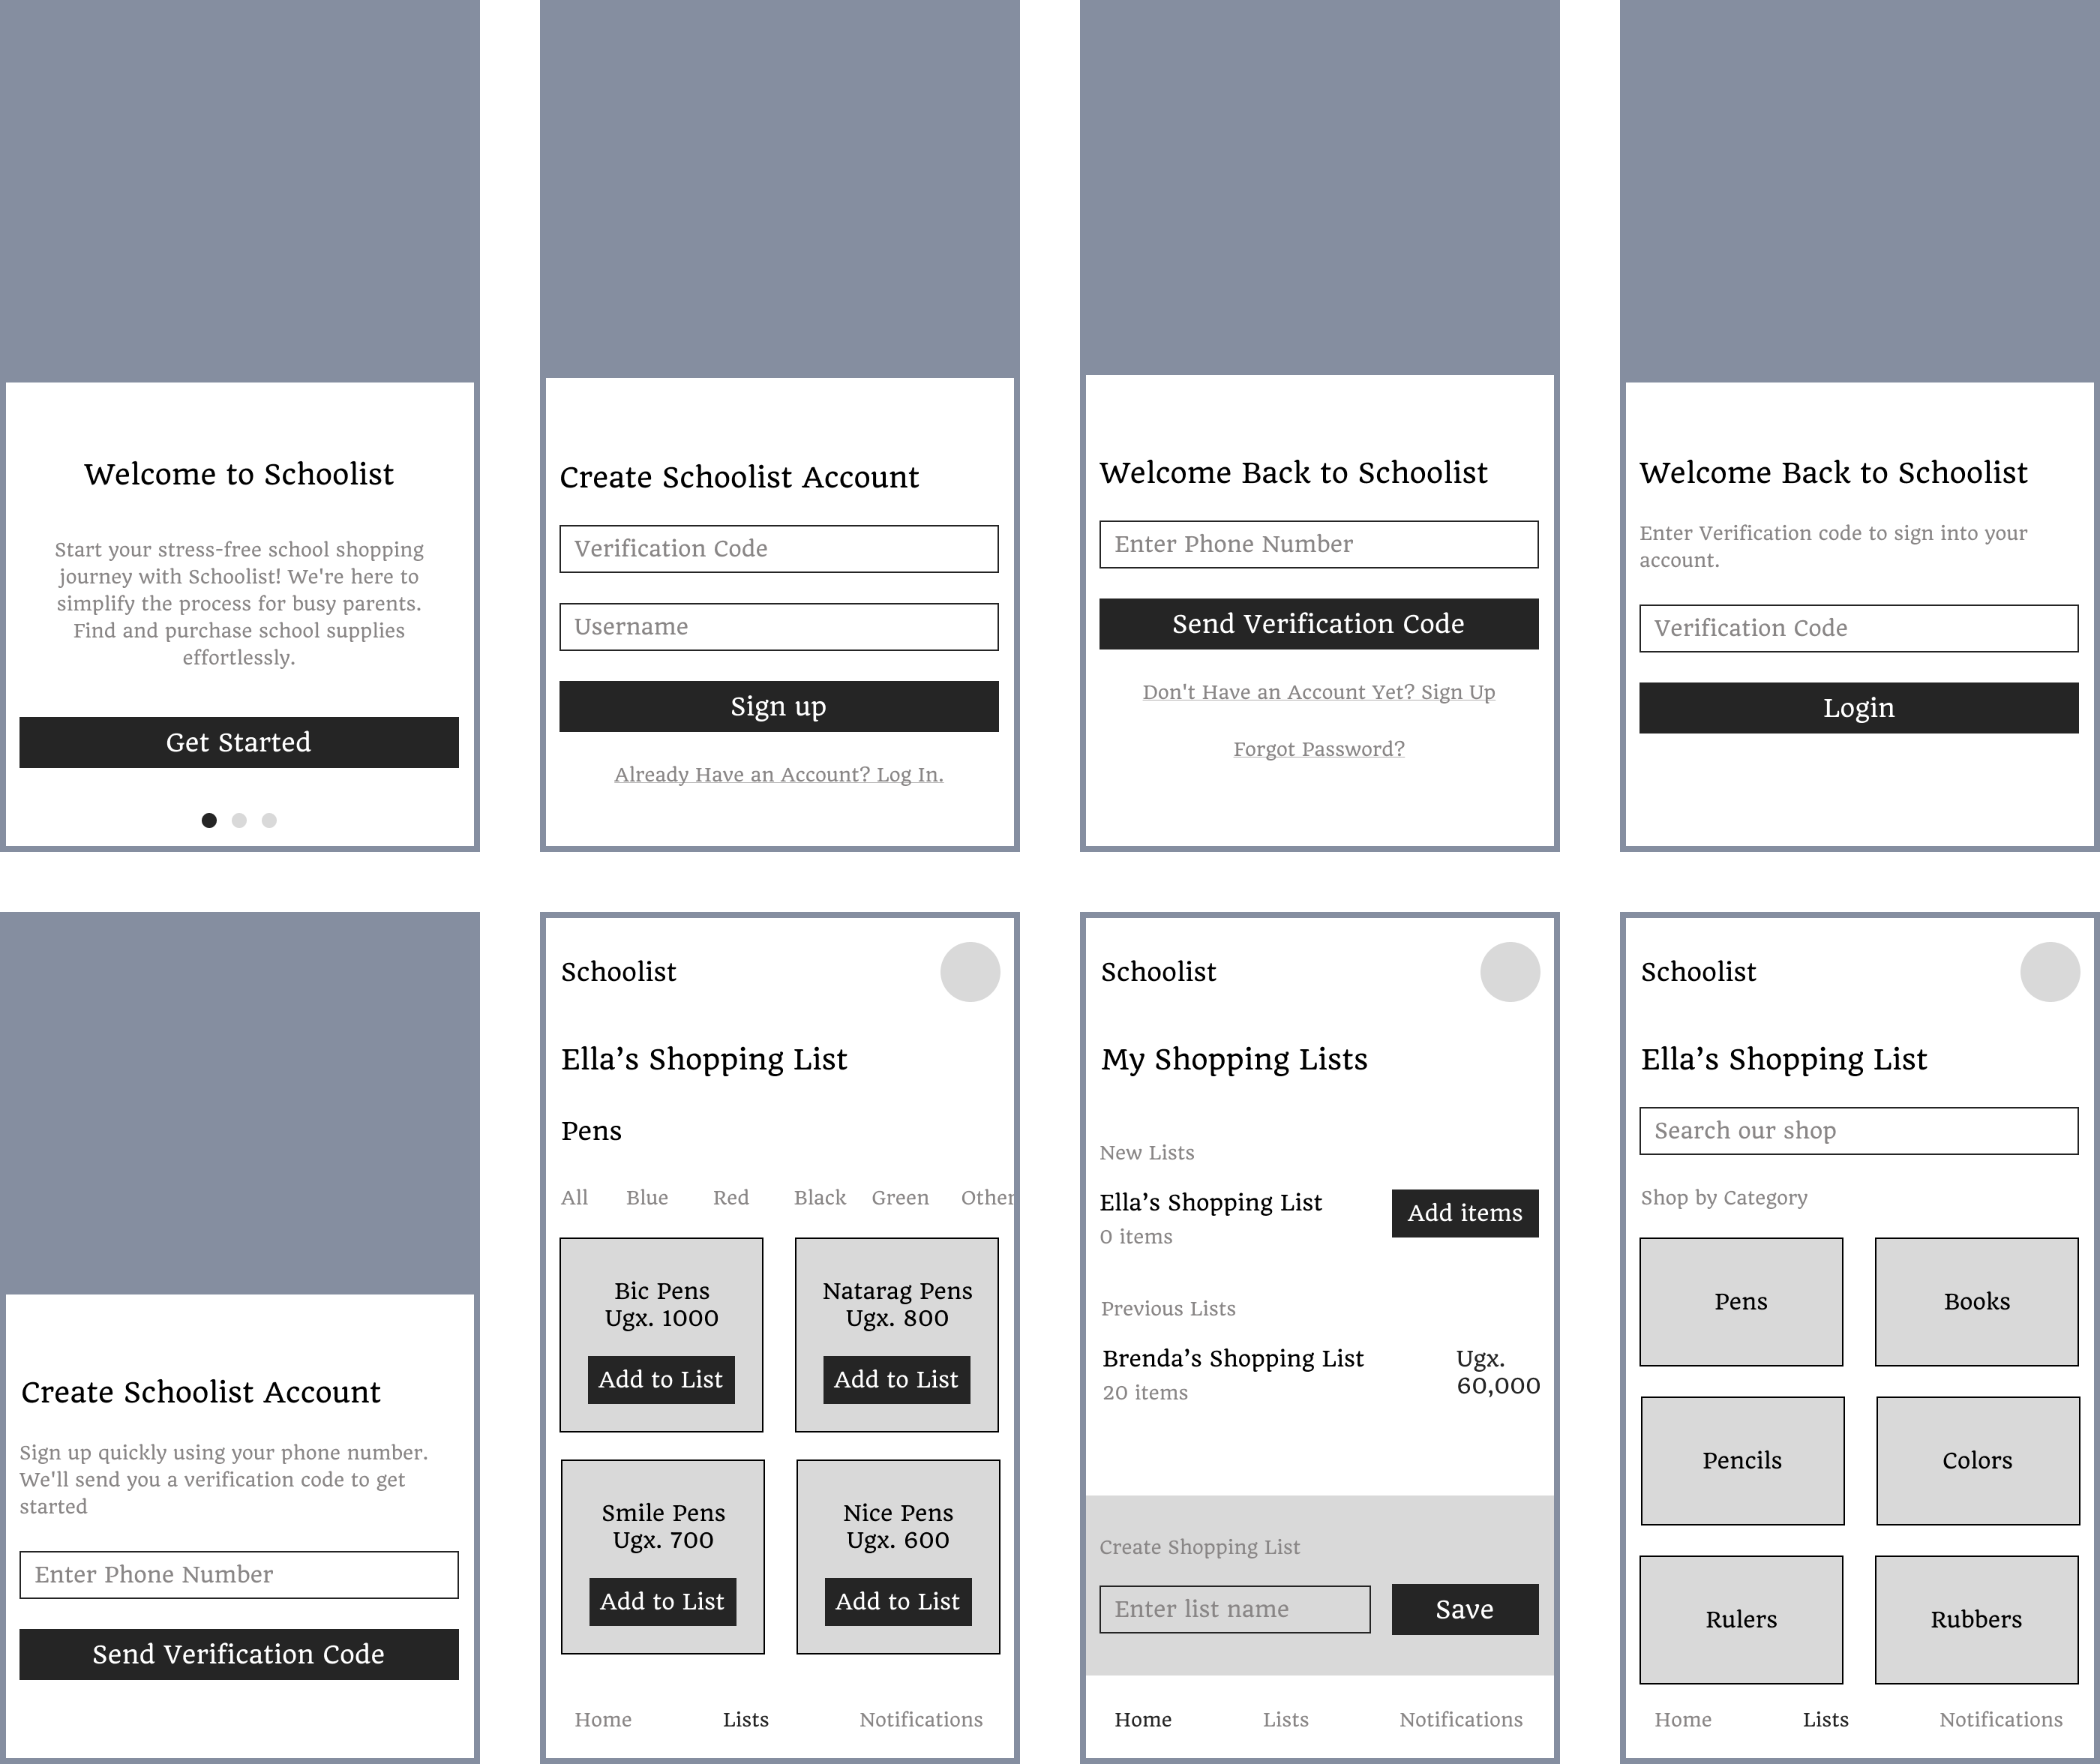 Welcome to Schoolist
Start your stress-free school shopping
journey with Schoolist! We're here to
simplify the process for busy parents.
Find and purchase school supplies
effortlessly.
Get Started
Create Schoolist Account
Verification Code
Username
Sign up
Already Have an Account? Log In.
Welcome Back to Schoolist
Enter Phone Number
Send Verification Code
Don't Have an Account Yet? Sign Up
Forgot Password?
Welcome Back to Schoolist
Enter Verification code to sign into your
account.
Verification Code
Login
Create Schoolist Account
Sign up quickly using your phone number.
We'll send you a verification code to get
started
Enter Phone Number
Send Verification Code
Schoolist
Ella’s Shopping List
Pens
All Blue Red Black Green Other
Bic Pens
Ugx. 1000
Add to List
Natarag Pens
Ugx. 800
Add to List
Smile Pens
Ugx. 700
Add to List
Nice Pens
Ugx. 600
Add to List
Home Lists Notifications
Schoolist
My Shopping Lists
New Lists
Ella’s Shopping List
0 items
Add items
Previous Lists
Brenda’s Shopping List
20 items
Ugx.
60,000
Create Shopping List
Enter list name
Save
Home Lists Notifications
Schoolist
Ella’s Shopping List
Search our shop
Shop by Category
Pens
Books
Pencils
Colors
Rulers
Rubbers
Home Lists Notifications